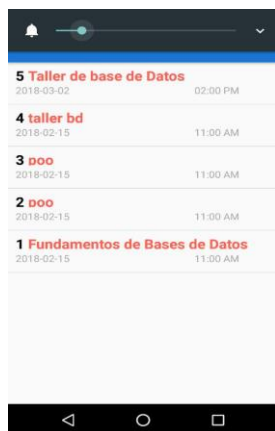 5 Taller de base de Datos
2018-03-02 02:00 PM
4 taller bd
2018-02-15 11:00 AM
3 poo
2018-02-15 11:00 AM
2 poo
2018-02-15 11:00 AM
1 Fundamentos de Bases de Datos
2018-02-15 11:00 AM